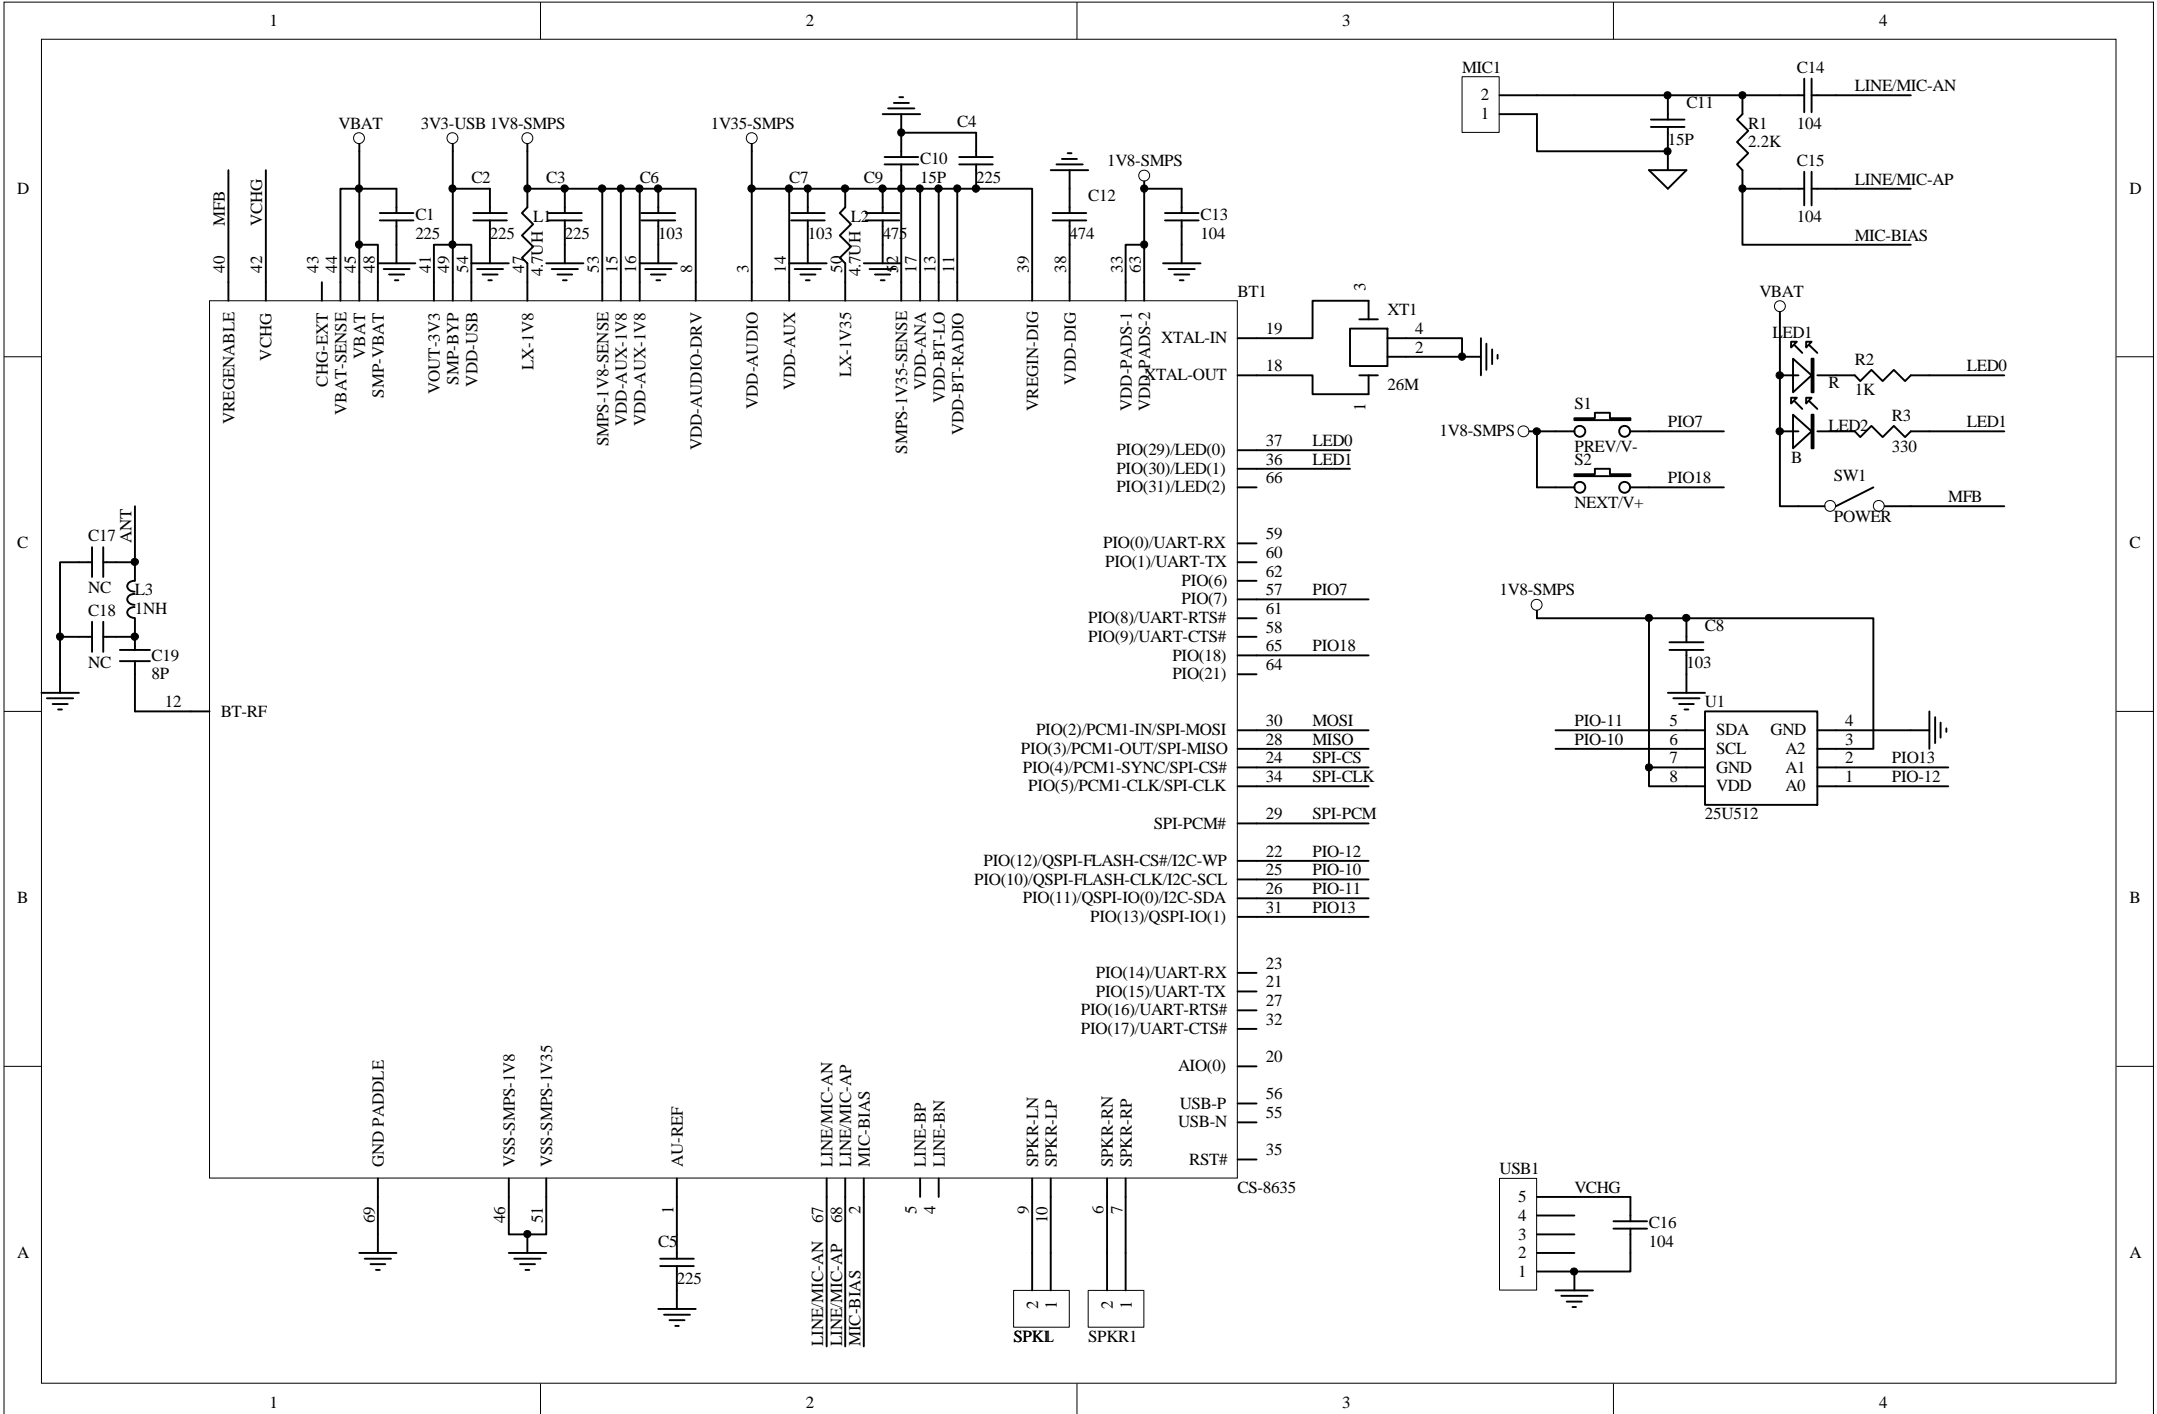 1 2 3 4
D
C
B
A
D
C
B
A
1 2 3 4
VBAT
3V3-USB
1V8-SMPS
1V35-SMPS
1V8-SMPS
MFB
VCHG
C1
225
C2
225
L1
4.7UH
C3
225
C6
103
C7
103
L2
4.7UH
C9
475
C10
15P
C4
225
C12
474
C13
104
40
42
43
44
45
48
41
49
54
47
53
15
16
8
3
14
50
52
17
13
11
39
38
33
63
VREGENABLE
VCHG
CHG-EXT
VBAT-SENSE
VBAT
SMP-VBAT
VOUT-3V3
SMP-BYP
VDD-USB
LX-1V8
SMPS-1V8-SENSE
VDD-AUX-1V8
VDD-AUX-1V8
VDD-AUDIO-DRV
VDD-AUDIO
VDD-AUX
LX-1V35
SMPS-1V35-SENSE
VDD-ANA
VDD-BT-LO
VDD-BT-RADIO
VREGIN-DIG
VDD-DIG
VDD-PADS-1
VDD-PADS-2
BT1
XTAL-IN 19
XTAL-OUT 18
3
XT1
4
2
26M
1
PIO(29)/LED(0) 37 LED0
PIO(30)/LED(1) 36 LED1
PIO(31)/LED(2) 66
PIO(0)/UART-RX 59
PIO(1)/UART-TX 60
PIO(6) 62
PIO(7) 57 PIO7
PIO(8)/UART-RTS# 61
PIO(9)/UART-CTS# 58
PIO(18) 65 PIO18
PIO(21) 64
PIO(2)/PCM1-IN/SPI-MOSI 30 MOSI
PIO(3)/PCM1-OUT/SPI-MISO 28 MISO
PIO(4)/PCM1-SYNC/SPI-CS# 24 SPI-CS
PIO(5)/PCM1-CLK/SPI-CLK 34 SPI-CLK
SPI-PCM# 29 SPI-PCM
PIO(12)/QSPI-FLASH-CS#/I2C-WP 22 PIO-12
PIO(10)/QSPI-FLASH-CLK/I2C-SCL 25 PIO-10
PIO(11)/QSPI-IO(0)/I2C-SDA 26 PIO-11
PIO(13)/QSPI-IO(1) 31 PIO13
PIO(14)/UART-RX 23
PIO(15)/UART-TX 21
PIO(16)/UART-RTS# 27
PIO(17)/UART-CTS# 32
AIO(0) 20
USB-P 56
USB-N 55
RST# 35
CS-8635
ANT
C17
NC
L3
1NH
C18
NC
C19
8P
12 BT-RF
GND PADDLE
VSS-SMPS-1V8
VSS-SMPS-1V35
AU-REF
LINE/MIC-AN
LINE/MIC-AP
MIC-BIAS
LINE-BP
LINE-BN
SPKR-LN
SPKR-LP
SPKR-RN
SPKR-RP
69
46
51
1
67
68
2
5
4
9
10
6
7
C5
225
LINE/MIC-AN
LINE/MIC-AP
MIC-BIAS
2 1
SPKL
2 1
SPKR1
MIC1
2
1
C11
15P
R1
2.2K
C14
104
LINE/MIC-AN
C15
104
LINE/MIC-AP
MIC-BIAS
VBAT
LED1
R
R2
1K
LED0
LED2
B
R3
330
LED1
SW1
POWER
MFB
1V8-SMPS
S1
PREV/V-
PIO7
S2
NEXT/V+
PIO18
1V8-SMPS
C8
103
U1
PIO-11 5 SDA GND 4
PIO-10 6 SCL A2 3
7 GND A1 2 PIO13
8 VDD A0 1 PIO-12
25U512
USB1
5 VCHG
4
3
2
1
C16
104